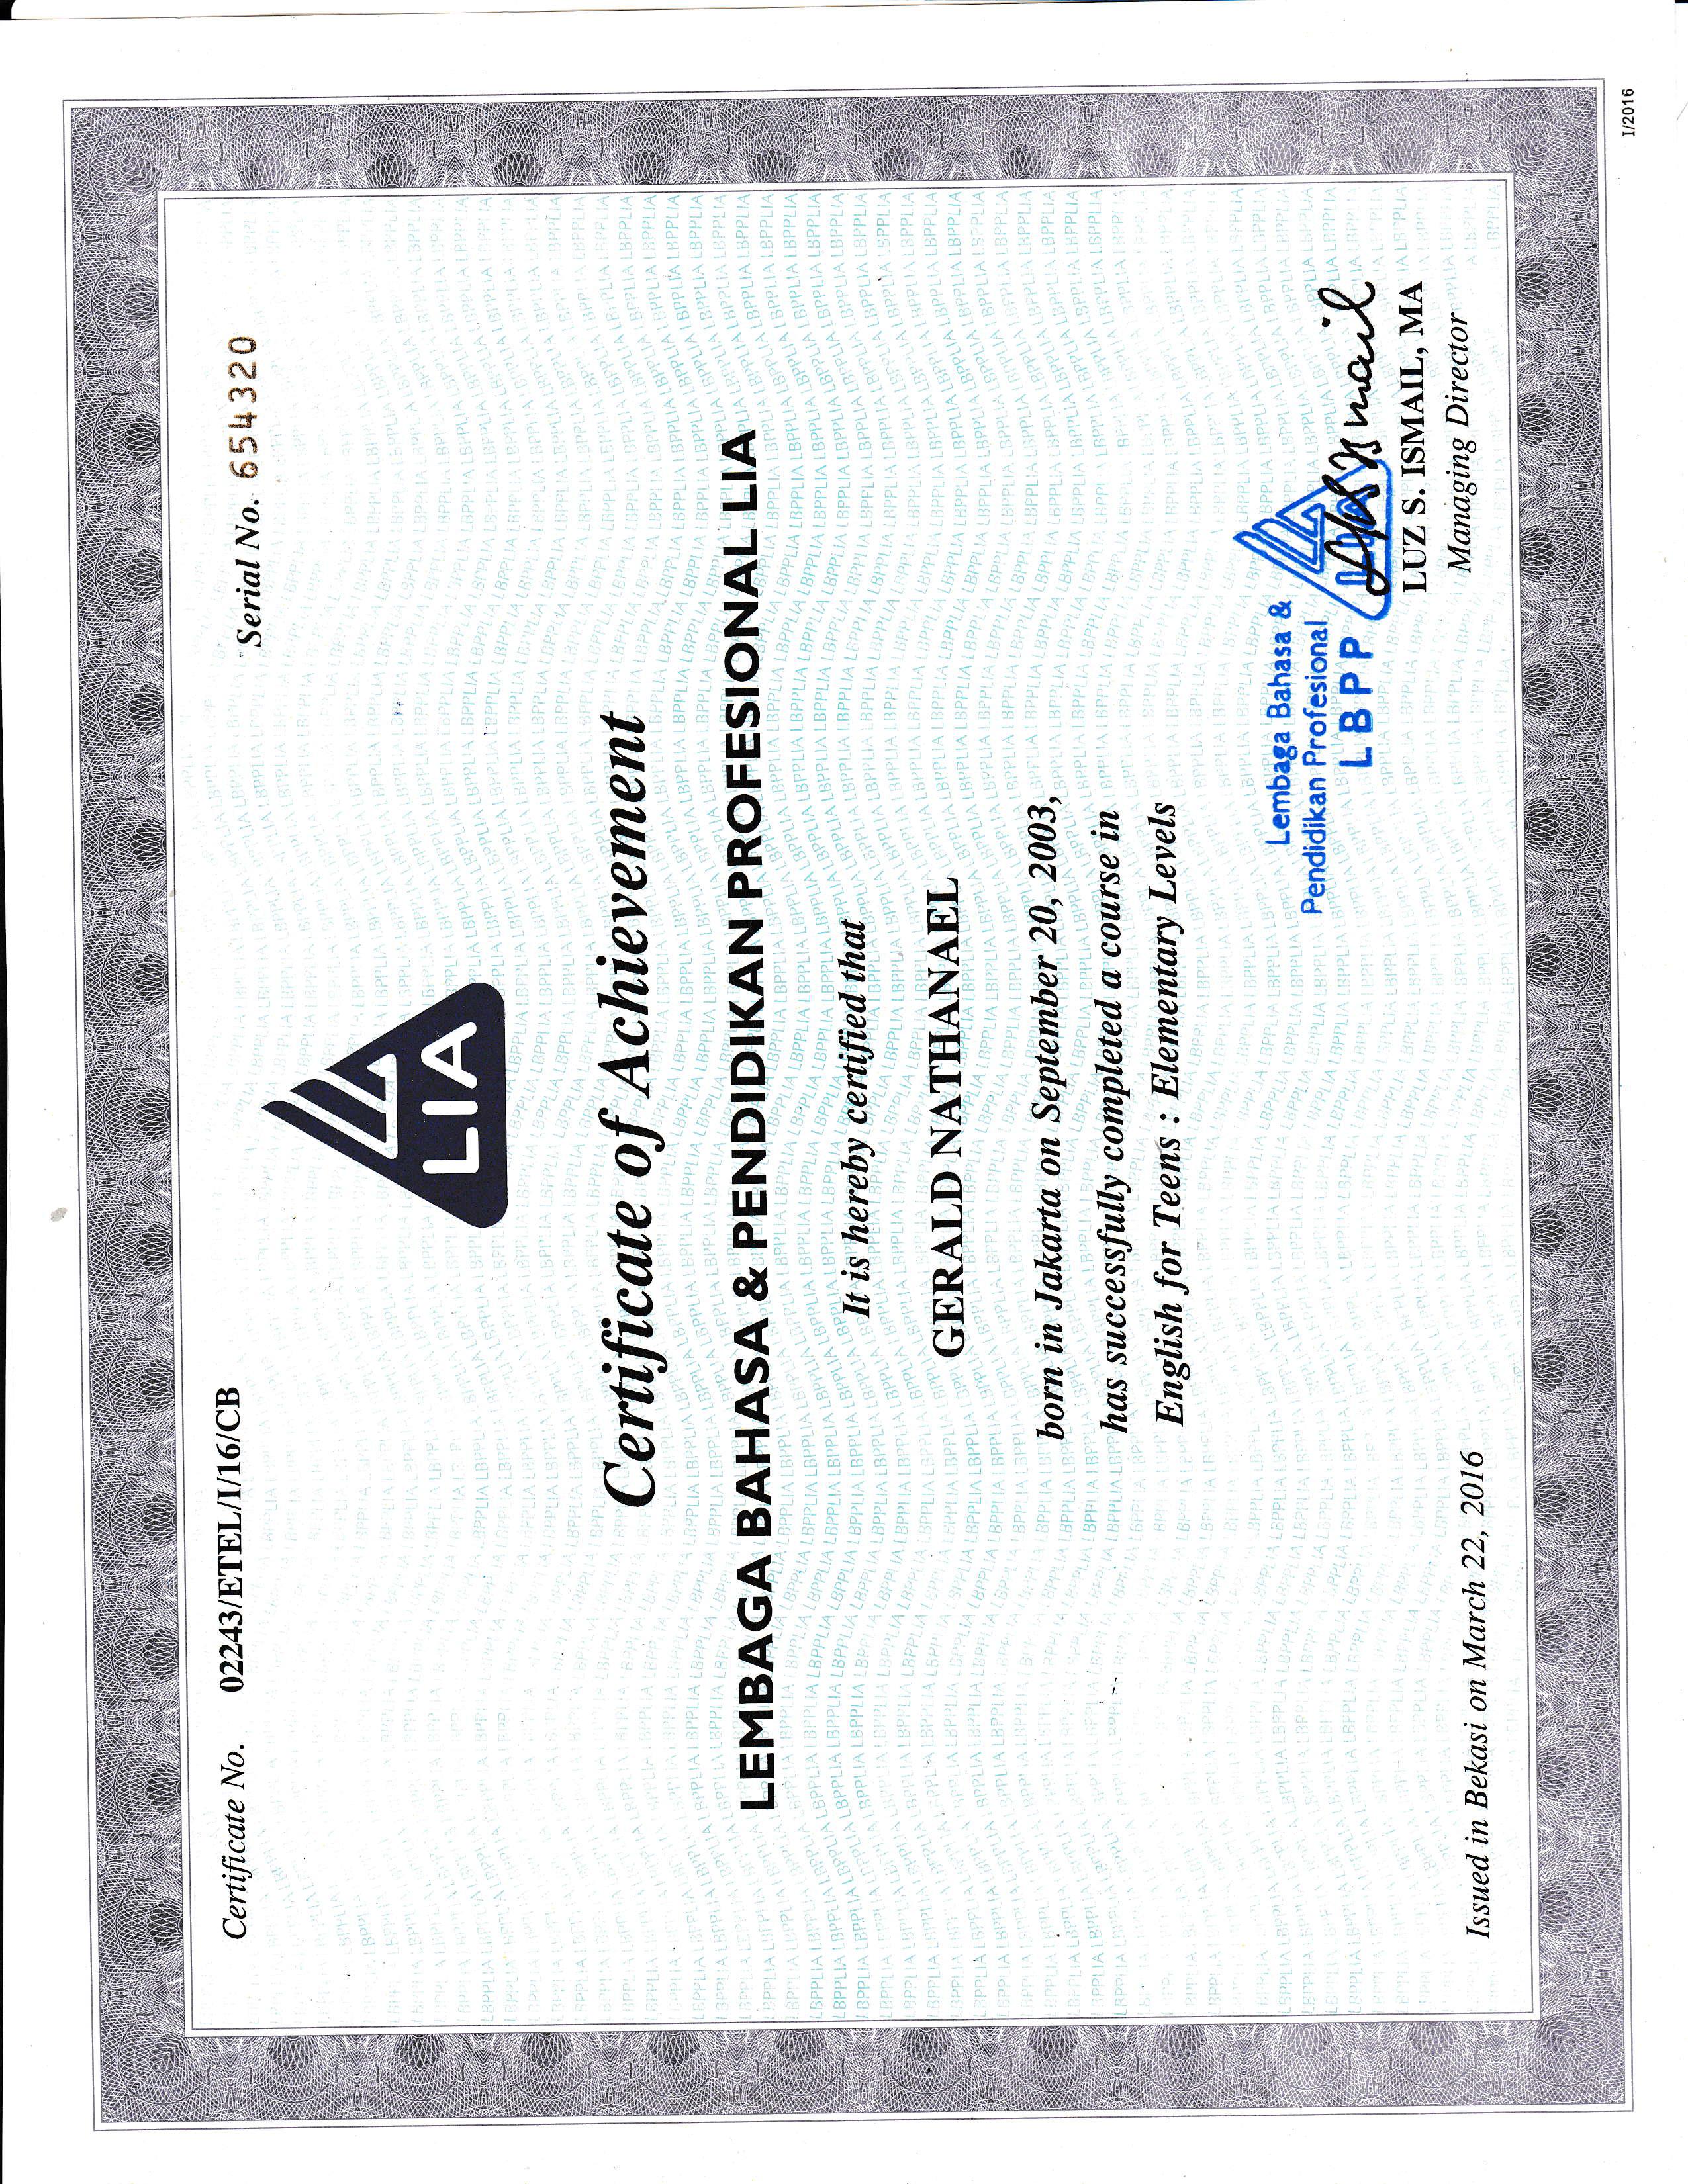 Certificate No. 02243/ETEL/I/16/CB
Serial No. 654320
LIA
Certificate of Achievement
LEMBAGA BAHASA & PENDIDIKAN PROFESIONAL LIA
It is hereby certified that
GERALD NATHANAEL
born in Jakarta on September 20, 2003,
has successfully completed a course in
English for Teens : Elementary Levels
Lembaga Bahasa &
Pendidikan Profesional
LBPP LIA
LUZ S. ISMAIL, MA
Managing Director
Issued in Bekasi on March 22, 2016
I/2016